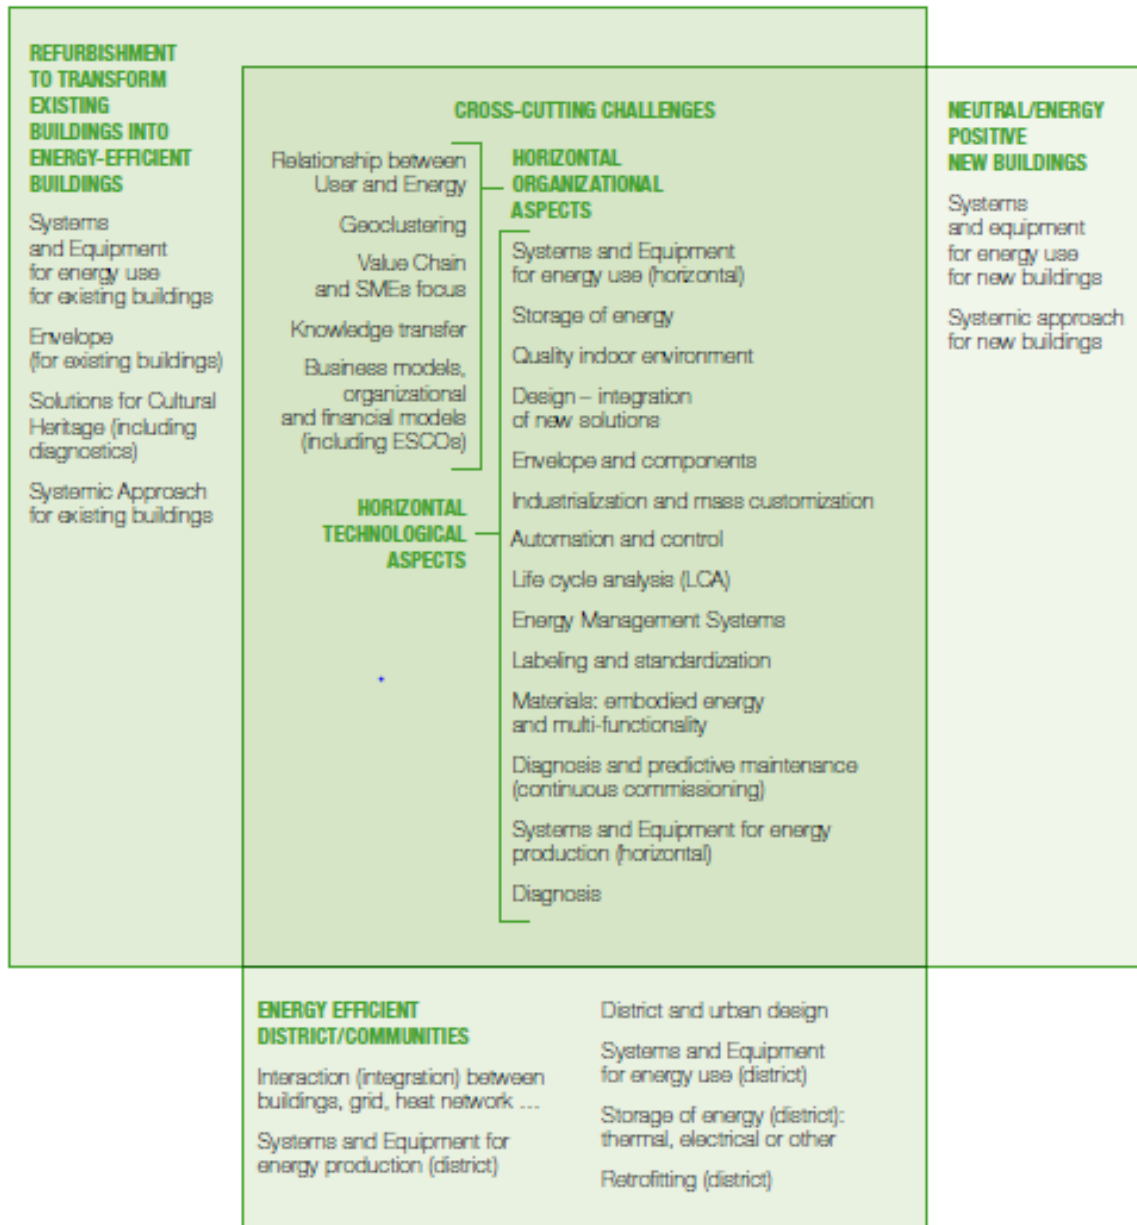 REFURBISHMENT
TO TRANSFORM
EXISTING
BUILDINGS INTO
ENERGY-EFFICIENT
BUILDINGS
Systems
and Equipment
for energy use
for existing buildings
Envelope
(for existing buildings)
Solutions for Cultural
Heritage (including
diagnostics)
Systemic Approach
for existing buildings
CROSS-CUTTING CHALLENGES
Relationship between
User and Energy
Geoclustering
Value Chain
and SMEs focus
Knowledge transfer
Business models,
organizational
and financial models
(including ESCOs)
HORIZONTAL
ORGANIZATIONAL
ASPECTS
HORIZONTAL
TECHNOLOGICAL
ASPECTS
Systems and Equipment
for energy use (horizontal)
Storage of energy
Quality indoor environment
Design – integration
of new solutions
Envelope and components
Industrialization and mass customization
Automation and control
Life cycle analysis (LCA)
Energy Management Systems
Labeling and standardization
Materials: embodied energy
and multi-functionality
Diagnosis and predictive maintenance
(continuous commissioning)
Systems and Equipment for energy
production (horizontal)
Diagnosis
NEUTRAL/ENERGY
POSITIVE
NEW BUILDINGS
Systems
and equipment
for energy use
for new buildings
Systemic approach
for new buildings
ENERGY EFFICIENT
DISTRICT/COMMUNITIES
Interaction (integration) between
buildings, grid, heat network ...
Systems and Equipment for
energy production (district)
District and urban design
Systems and Equipment
for energy use (district)
Storage of energy (district):
thermal, electrical or other
Retrofitting (district)